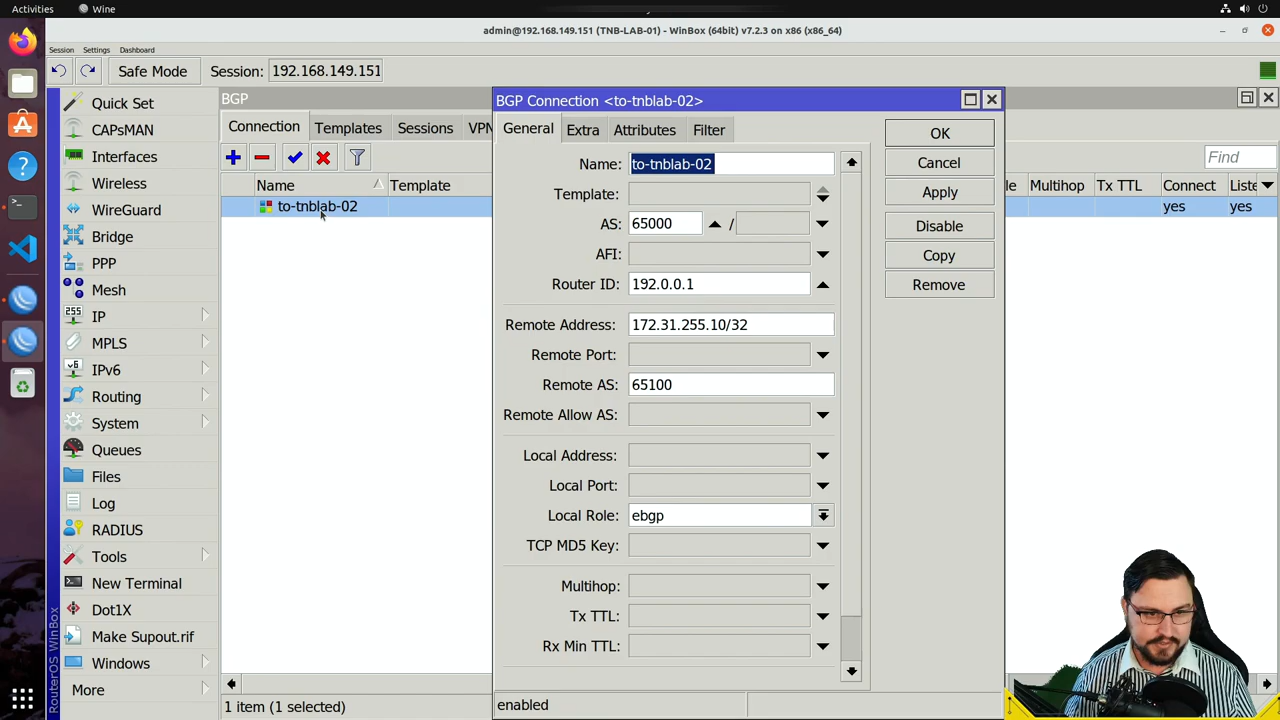 Activities
Wine
admin@192.168.149.151 (TNB-LAB-01) - WinBox (64bit) v7.2.3 on x86 (x86_64)
Session Settings Dashboard
Safe Mode
Session: 192.168.149.151
RouterOS WinBox
Quick Set
CAPsMAN
Interfaces
Wireless
WireGuard
Bridge
PPP
Mesh
255
IP
MPLS
v6
IPv6
Routing
System
Queues
Files
Log
RADIUS
Tools
New Terminal
Dot1X
Make Supout.rif
Windows
More
BGP
Connection Templates Sessions VPN
Find
Name Template Multihop Tx TTL Connect Liste
to-tnblab-02 yes yes
1 item (1 selected)
BGP Connection <to-tnblab-02>
General Extra Attributes Filter
Name: to-tnblab-02
Template:
AS: 65000 /
AFI:
Router ID: 192.0.0.1
Remote Address: 172.31.255.10/32
Remote Port:
Remote AS: 65100
Remote Allow AS:
Local Address:
Local Port:
Local Role: ebgp
TCP MD5 Key:
Multihop:
Tx TTL:
Rx Min TTL:
enabled
OK
Cancel
Apply
Disable
Copy
Remove